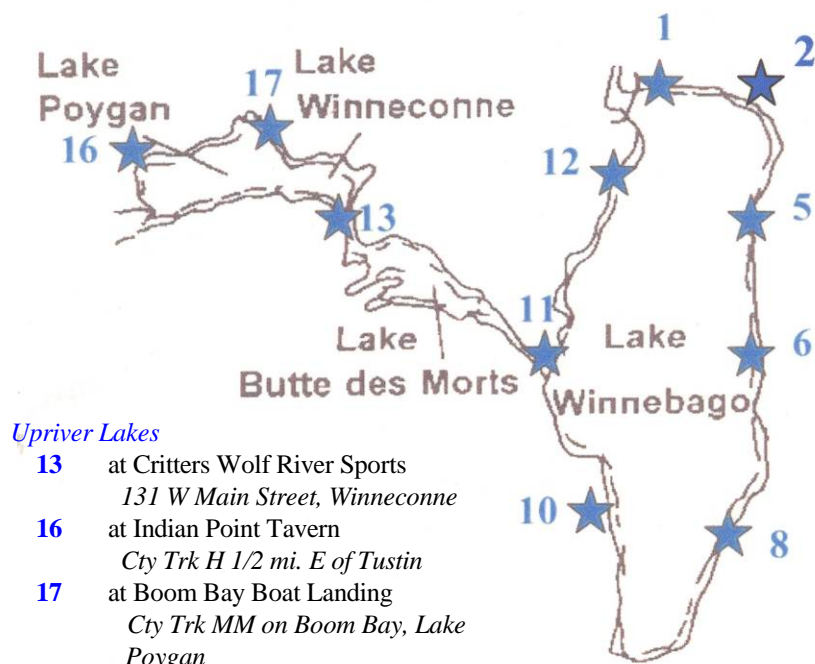 1
2
Lake
Poygan
17
Lake
Winneconne
16
12
13
5
11
Lake
Butte des Morts
Lake
Winnebago
6
10
8
Upriver Lakes
13 at Critters Wolf River Sports
131 W Main Street, Winneconne
16 at Indian Point Tavern
Cty Trk H 1/2 mi. E of Tustin
17 at Boom Bay Boat Landing
Cty Trk MM on Boom Bay, Lake
Poygan